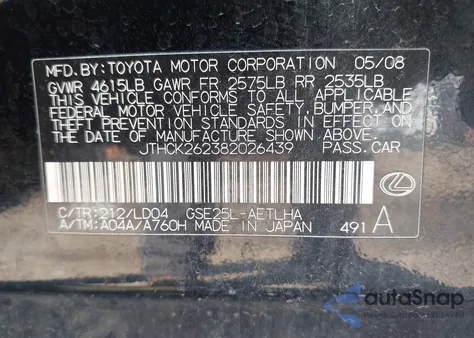 MFD. BY: TOYOTA MOTOR CORPORATION 05/08
GVWR 4615LB GAWR FR 2575LB RR 2535LB
THIS VEHICLE CONFORMS TO ALL APPLICABLE
FEDERAL MOTOR VEHICLE SAFETY, BUMPER, AND
THEFT PREVENTION STANDARDS IN EFFECT ON
THE DATE OF MANUFACTURE SHOWN ABOVE.
JTHCK262382026439 PASS. CAR
C/TR: 212/LD04 GSE25L-AETLHA
A/TM: A04A/A760H MADE IN JAPAN 491 A
autoSnap